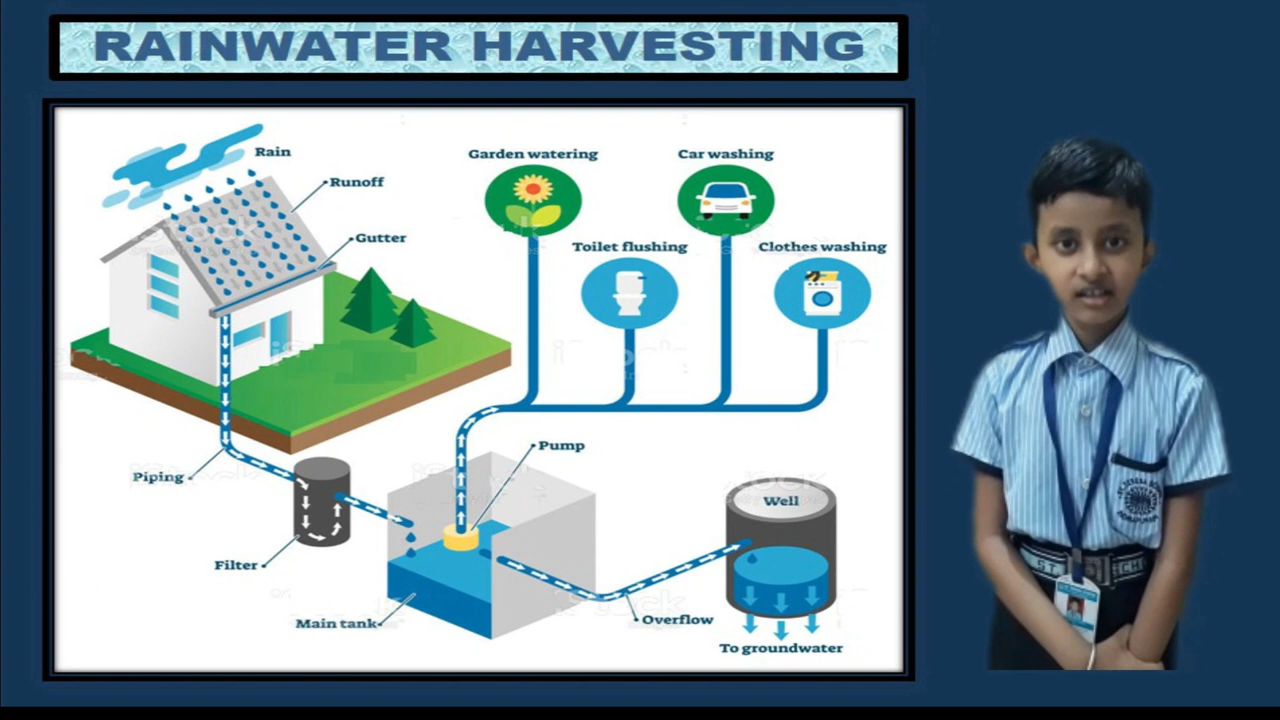 RAINWATER HARVESTING
Rain
Runoff
Gutter
Garden watering
Car washing
Toilet flushing
Clothes washing
Piping
Filter
Pump
Main tank
Well
Overflow
To groundwater
ST.